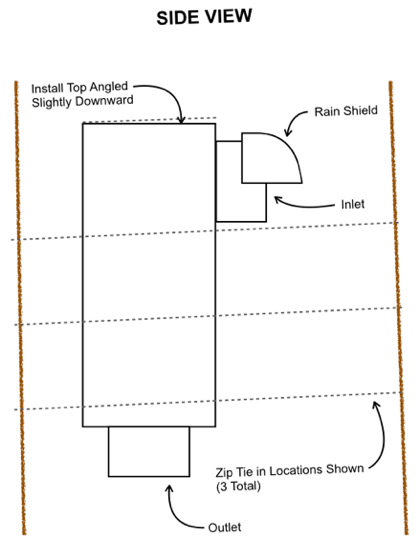 SIDE VIEW
Install Top Angled
Slightly Downward
Rain Shield
Inlet
Zip Tie in Locations Shown
(3 Total)
Outlet